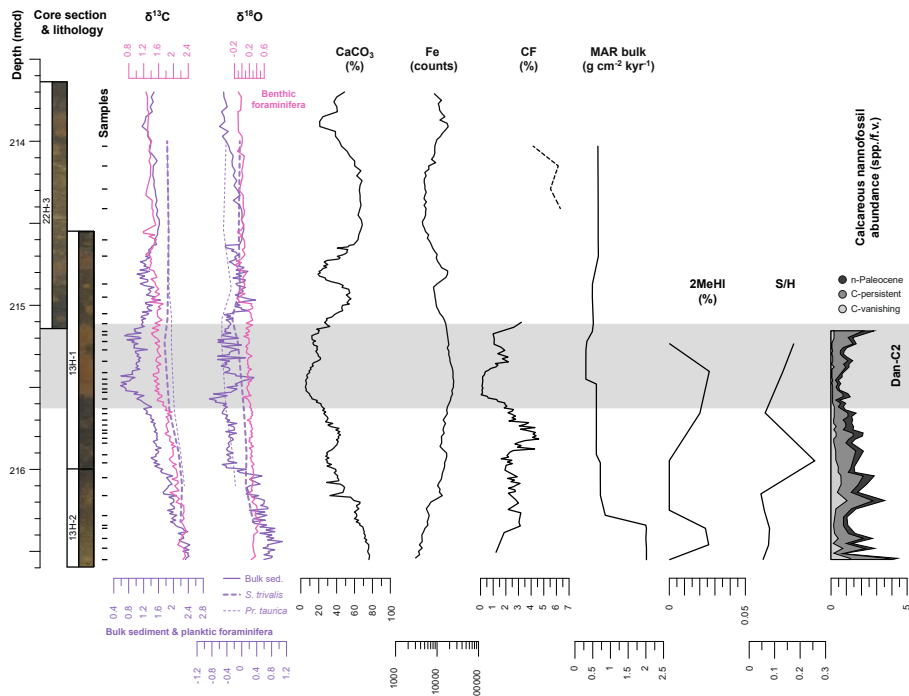 Core section
& lithology
δ13C
δ18O
Depth (mcd)
0.8
1.2
1.6
2
2.4
-0.2
0.2
0.6
Benthic
foraminifera
CaCO3
(%)
Fe
(counts)
CF
(%)
MAR bulk
(g cm-2 kyr-1)
Samples
Calcareous nannofossil
abundance (spp./f.v.)
n-Paleocene
C-persistent
C-vanishing
2MeHI
(%)
S/H
214
215
216
22H-3
13H-1
13H-2
Dan-C2
0.4
0.8
1.2
1.6
2
2.4
2.8
Bulk sed.
S. trivalis
Pr. taurica
Bulk sediment & planktic foraminifera
-1.2
-0.8
-0.4
0
0.4
0.8
1.2
0
20
40
60
80
100
1000
10000
00000
0
1
2
3
4
5
6
7
0
0.5
1
1.5
2
2.5
0
0.05
0
0.1
0.2
0.3
0
1
2
3
4
5